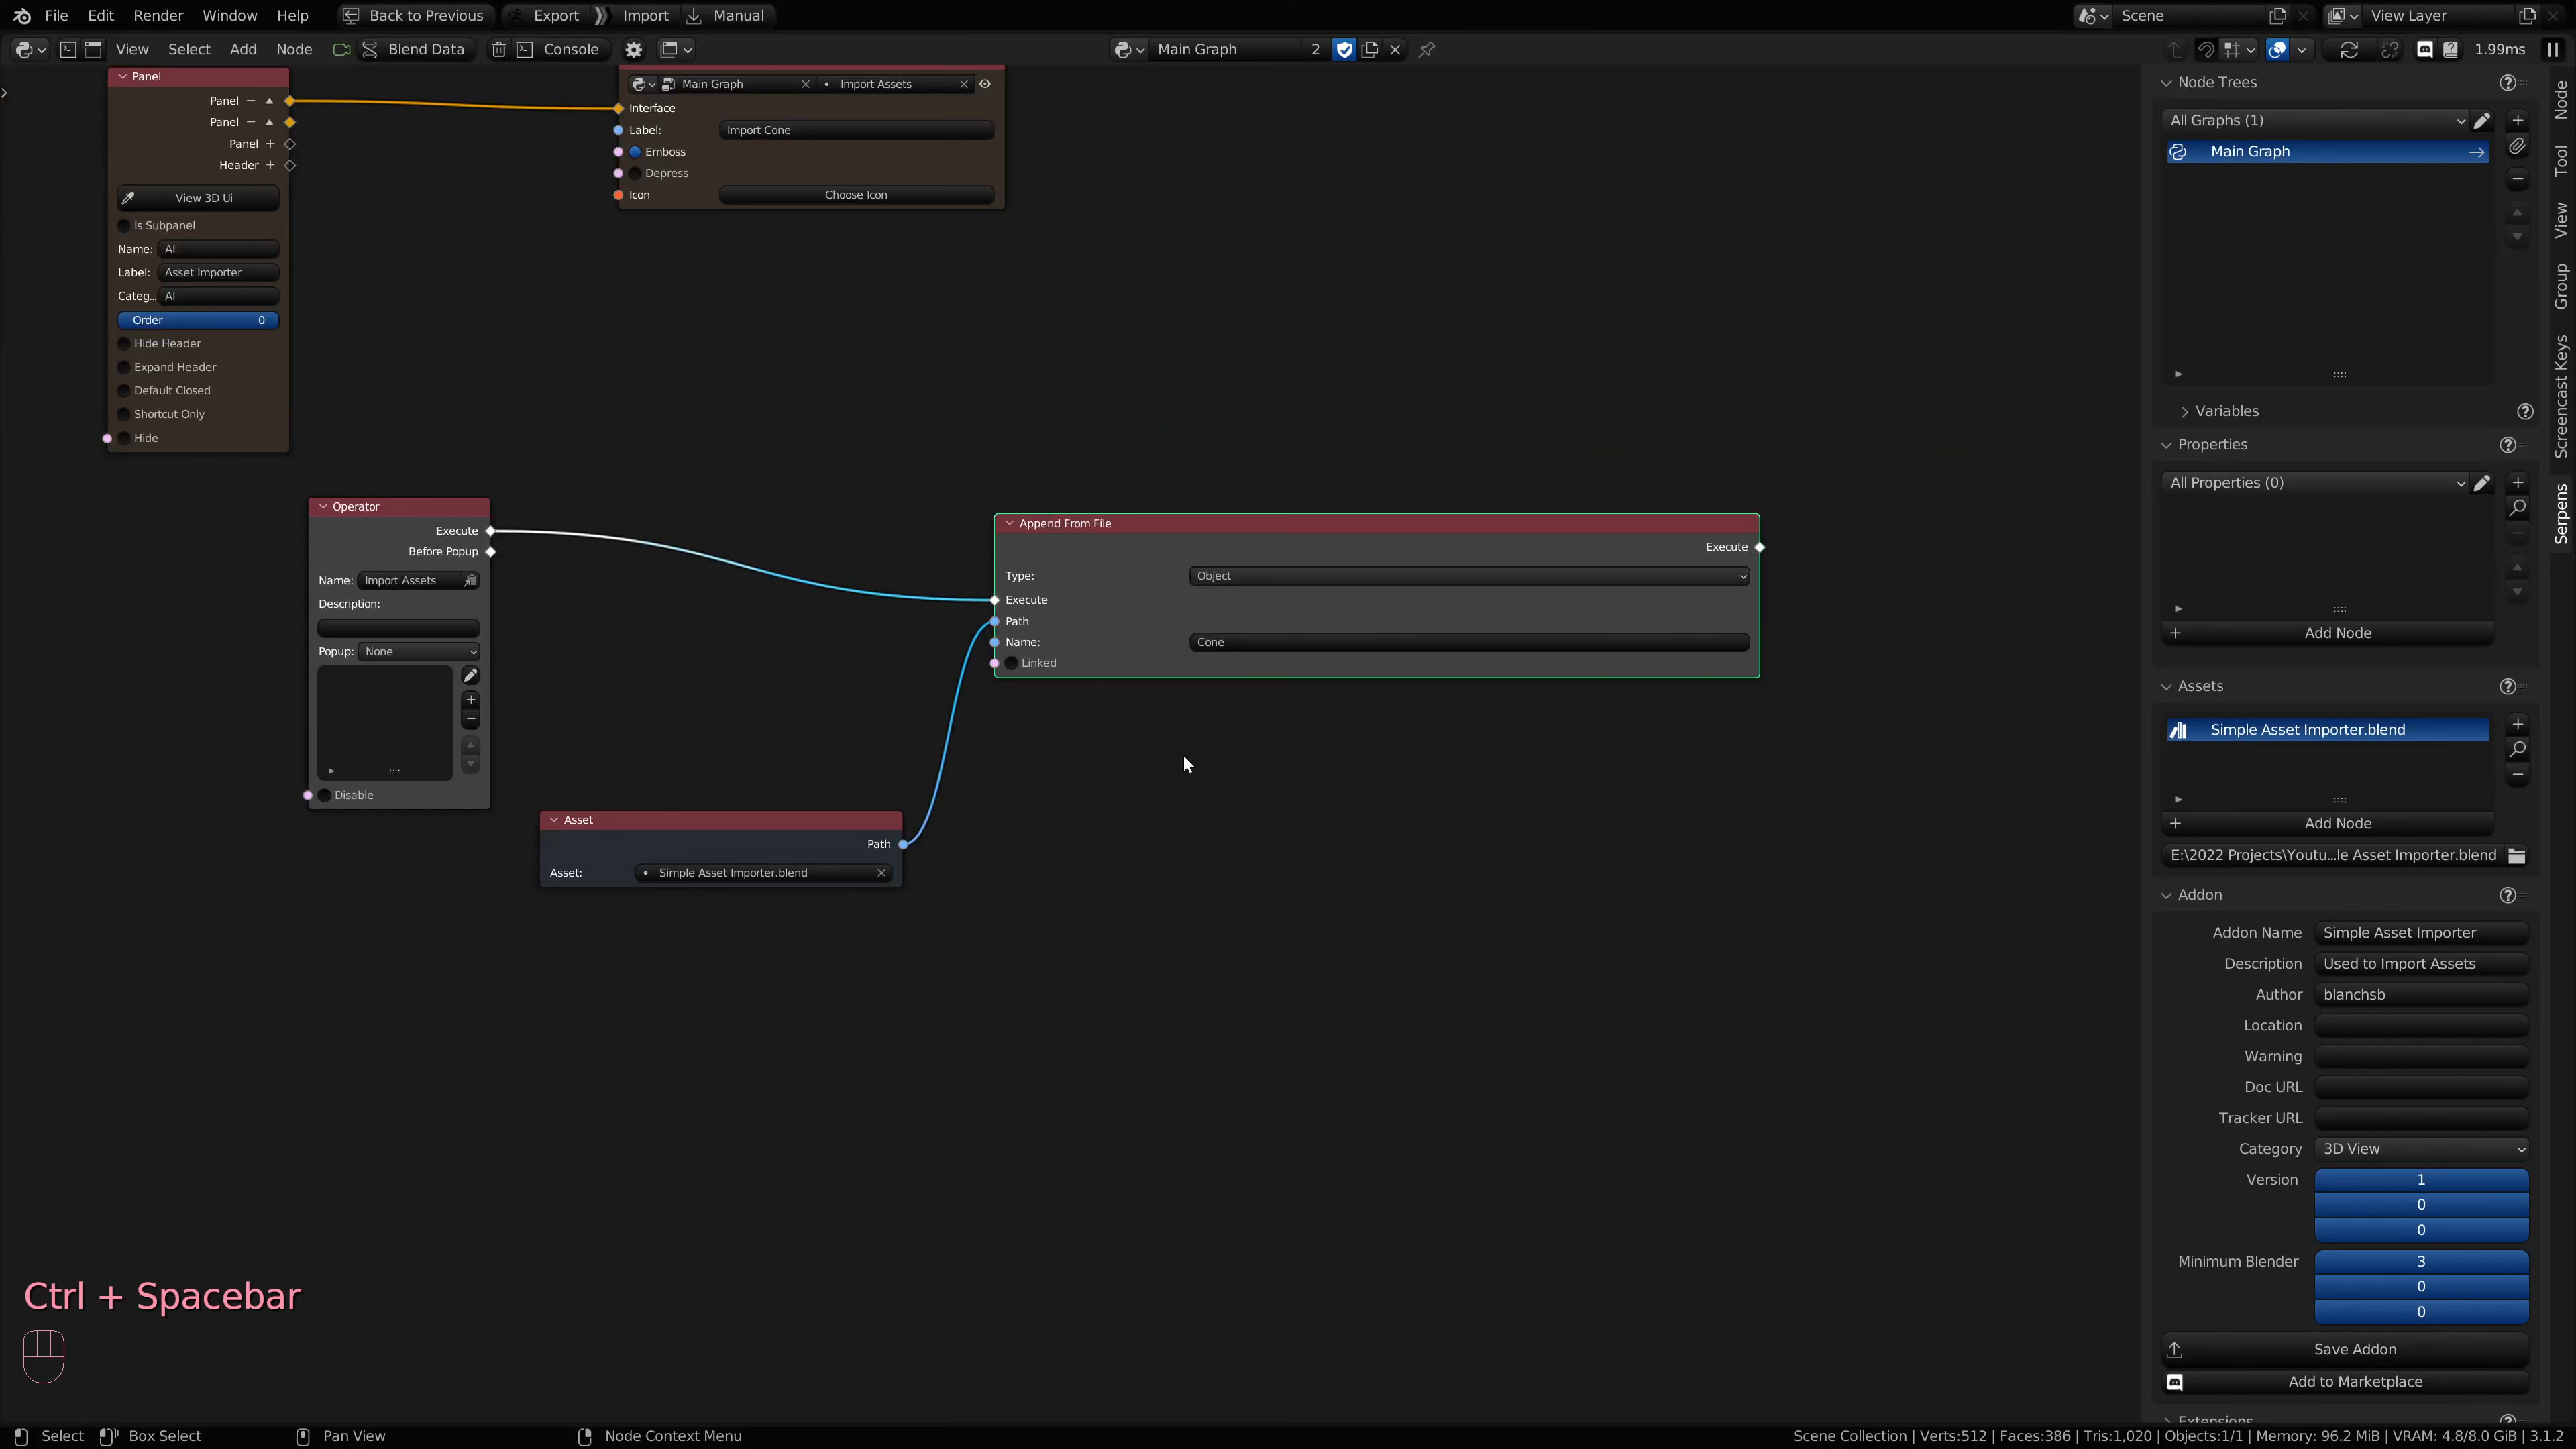 File Edit Render Window Help Back to Previous Export Import Manual Scene View Layer
View Select Add Node Blend Data Console Main Graph 2 1.99ms
Panel
Panel
Panel
Panel
Header
View 3D Ui
Is Subpanel
Name: AI
Label: Asset Importer
Categ... AI
Order 0
Hide Header
Expand Header
Default Closed
Shortcut Only
Hide
Main Graph Import Assets
Interface
Label: Import Cone
Emboss
Depress
Icon Choose Icon
Operator
Execute
Before Popup
Name: Import Assets
Description:
Popup: None
Disable
Append From File
Execute
Type: Object
Execute
Path
Name: Cone
Linked
Asset
Path
Asset: Simple Asset Importer.blend
Node Trees
All Graphs (1)
Main Graph
Variables
Properties
All Properties (0)
Add Node
Assets
Simple Asset Importer.blend
Add Node
E:\2022 Projects\Youtu...le Asset Importer.blend
Addon
Addon Name Simple Asset Importer
Description Used to Import Assets
Author blanchsb
Location
Warning
Doc URL
Tracker URL
Category 3D View
Version 1
0
0
Minimum Blender 3
0
0
Save Addon
Add to Marketplace
Extensions
Node
Tool
View
Group
Screencast Keys
Serpens
Ctrl + Spacebar
Select Box Select Pan View Node Context Menu Scene Collection | Verts:512 | Faces:386 | Tris:1,020 | Objects:1/1 | Memory: 96.2 MiB | VRAM: 4.8/8.0 GiB | 3.1.2